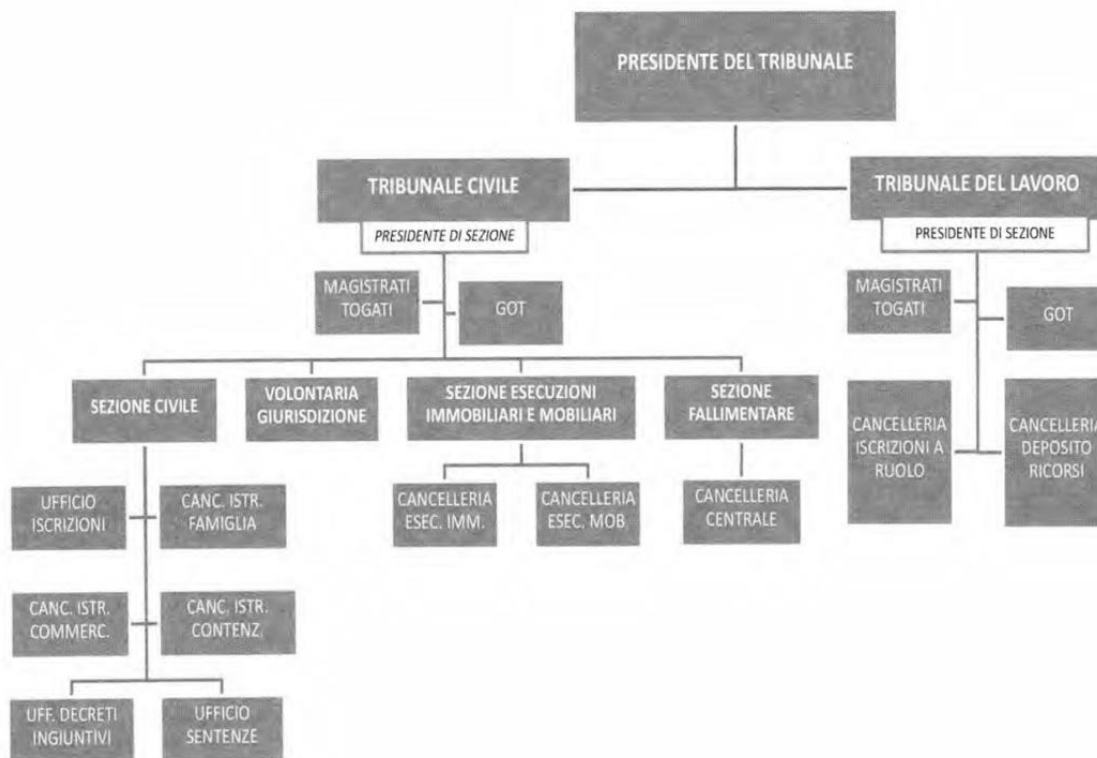 PRESIDENTE DEL TRIBUNALE
TRIBUNALE CIVILE
PRESIDENTE DI SEZIONE
TRIBUNALE DEL LAVORO
PRESIDENTE DI SEZIONE
MAGISTRATI
TOGATI
GOT
MAGISTRATI
TOGATI
GOT
SEZIONE CIVILE
VOLONTARIA
GIURISDIZIONE
SEZIONE ESECUZIONI
IMMOBILIARI E MOBILIARI
SEZIONE
FALLIMENTARE
CANCELLERIA
ISCRIZIONI A
RUOLO
CANCELLERIA
DEPOSITO
RICORSI
UFFICIO
ISCRIZIONI
CANC. ISTR.
FAMIGLIA
CANCELLERIA
ESEC. IMM.
CANCELLERIA
ESEC. MOB
CANCELLERIA
CENTRALE
CANC. ISTR.
COMMERC.
CANC. ISTR.
CONTENZ.
UFF. DECRETI
INGIUNTIVI
UFFICIO
SENTENZE